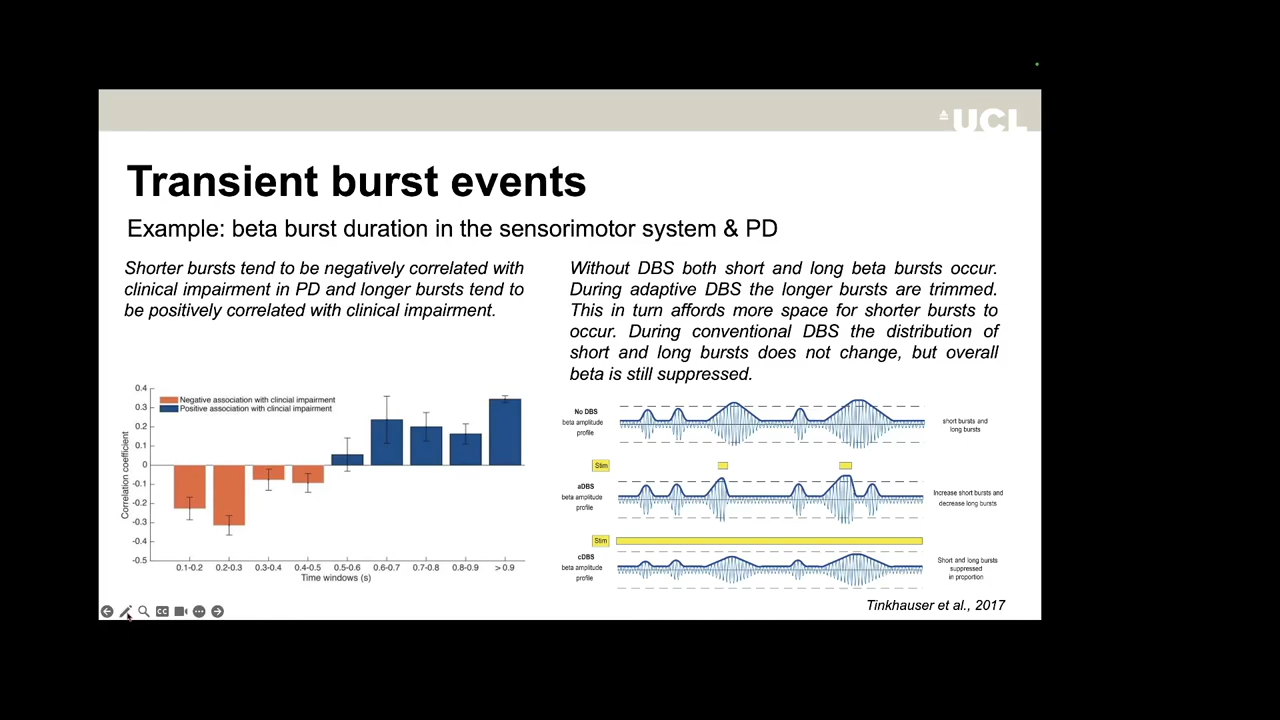 UCL
Transient burst events
Example: beta burst duration in the sensorimotor system & PD
Shorter bursts tend to be negatively correlated with
clinical impairment in PD and longer bursts tend to
be positively correlated with clinical impairment.
Without DBS both short and long beta bursts occur.
During adaptive DBS the longer bursts are trimmed.
This in turn affords more space for shorter bursts to
occur. During conventional DBS the distribution of
short and long bursts does not change, but overall
beta is still suppressed.
Negative association with clincial impairment
Positive association with clincial impairment
Correlation coefficient
0.4
0.3
0.2
0.1
0
-0.1
-0.2
-0.3
-0.4
-0.5
0.1-0.2 0.2-0.3 0.3-0.4 0.4-0.5 0.5-0.6 0.6-0.7 0.7-0.8 0.8-0.9 > 0.9
Time windows (s)
No DBS
beta amplitude
profile
short bursts and
long bursts
Stim
aDBS
beta amplitude
profile
Increase short bursts and
decrease long bursts
Stim
cDBS
beta amplitude
profile
Short and long bursts
suppressed
in proportion
Tinkhauser et al., 2017
CC